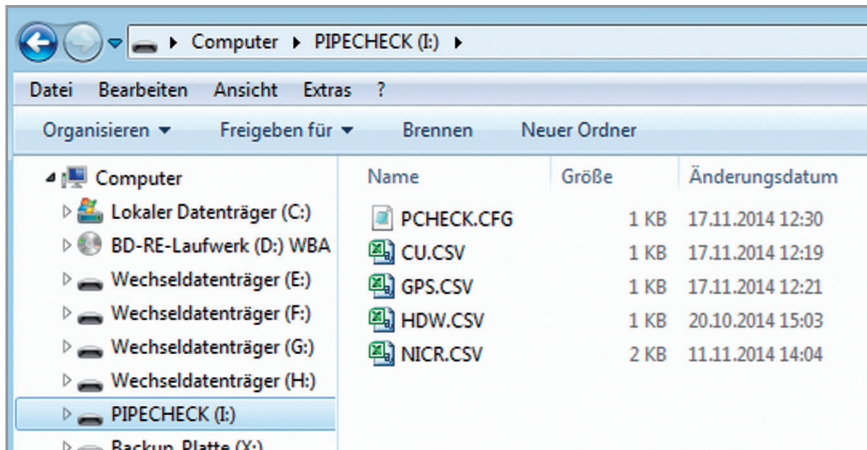 Computer ▸ PIPECHECK (I:) ▸
Datei Bearbeiten Ansicht Extras ?
Organisieren Freigeben für Brennen Neuer Ordner
Computer
Lokaler Datenträger (C:)
BD-RE-Laufwerk (D:) WBA
Wechseldatenträger (E:)
Wechseldatenträger (F:)
Wechseldatenträger (G:)
Wechseldatenträger (H:)
PIPECHECK (I:)
Backup_Platte (X:)
Name Größe Änderungsdatum
PCHECK.CFG 1 KB 17.11.2014 12:30
CU.CSV 1 KB 17.11.2014 12:19
GPS.CSV 1 KB 17.11.2014 12:21
HDW.CSV 1 KB 20.10.2014 15:03
NICR.CSV 2 KB 11.11.2014 14:04